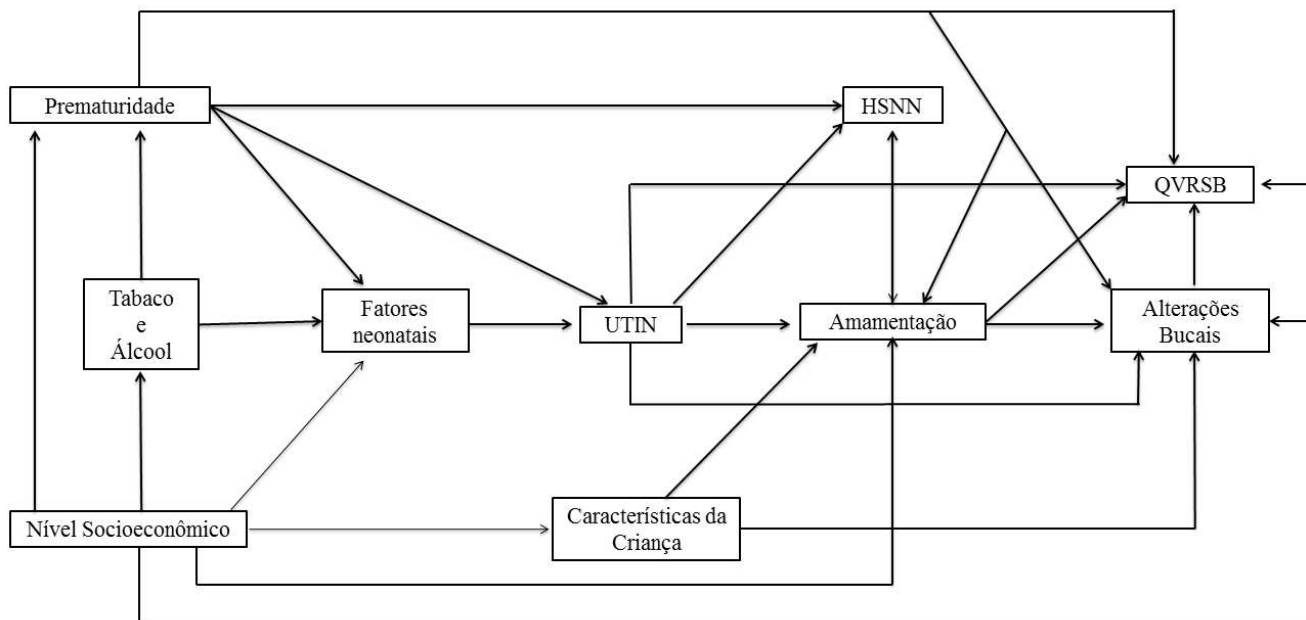 Prematuridade
HSNN
QVRSB
Tabaco
e
Álcool
Fatores
neonatais
UTIN
Amamentação
Alterações
Bucais
Nível Socioeconômico
Características da
Criança